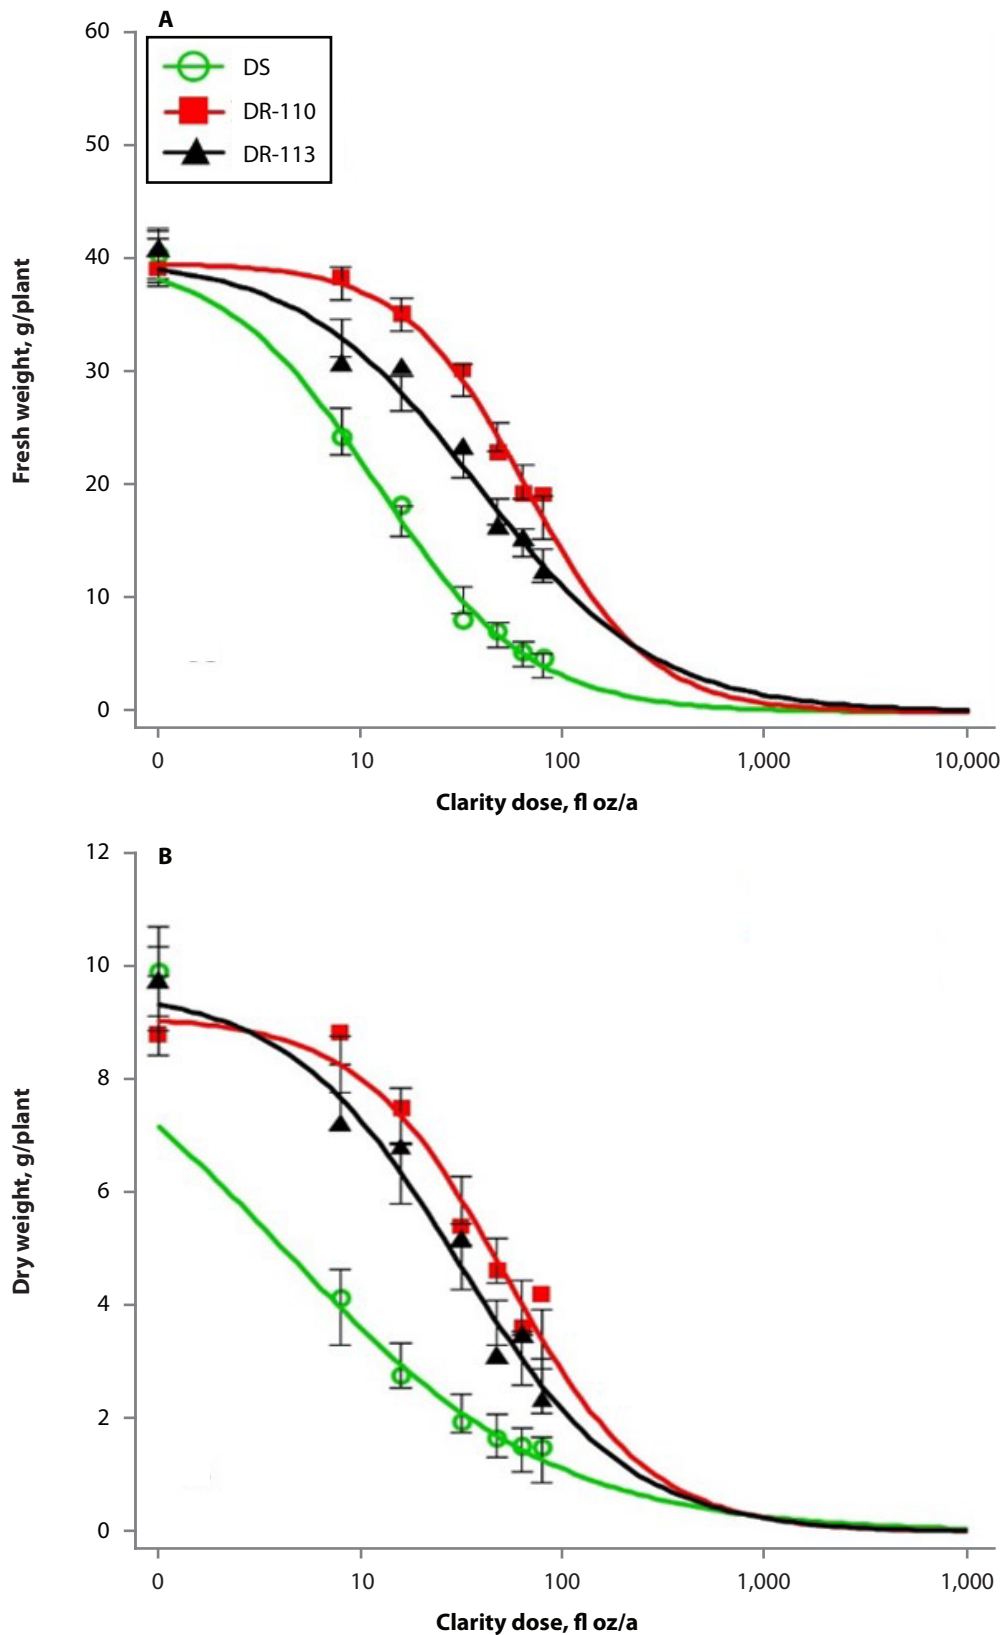 A
60
DS
DR-110
DR-113
50
40
30
20
10
0
Fresh weight, g/plant
0 10 100 1,000 10,000
Clarity dose, fl oz/a
B
12
10
8
6
4
2
0
Dry weight, g/plant
0 10 100 1,000 1,000
Clarity dose, fl oz/a